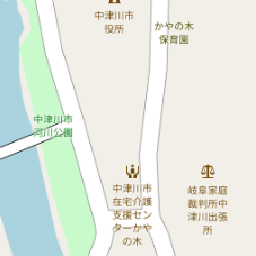 中津川市
役所
かやの木
保育園
中津川市
河川公園
中津川市
在宅介護
支援セン
ターかや
の木
岐阜家庭
裁判所中
津川出張
所